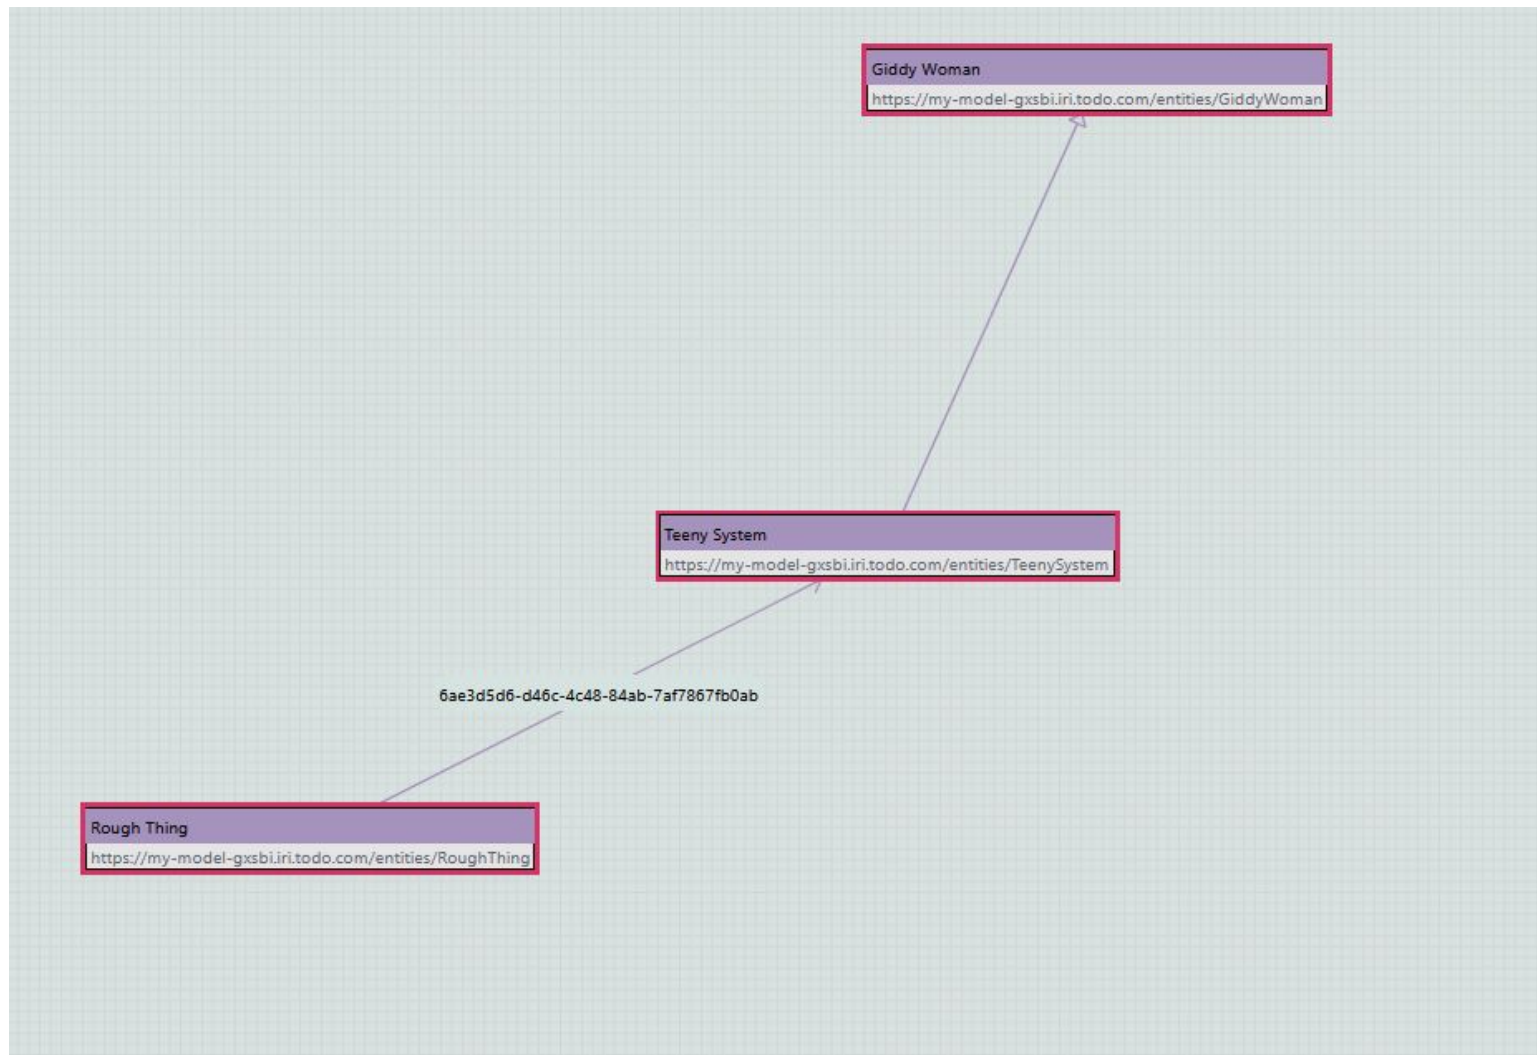 Giddy Woman
https://my-model-gxsbi.iri.todo.com/entities/GiddyWoman
Teeny System
https://my-model-gxsbi.iri.todo.com/entities/TeenySystem
6ae3d5d6-d46c-4c48-84ab-7af7867fb0ab
Rough Thing
https://my-model-gxsbi.iri.todo.com/entities/RoughThing